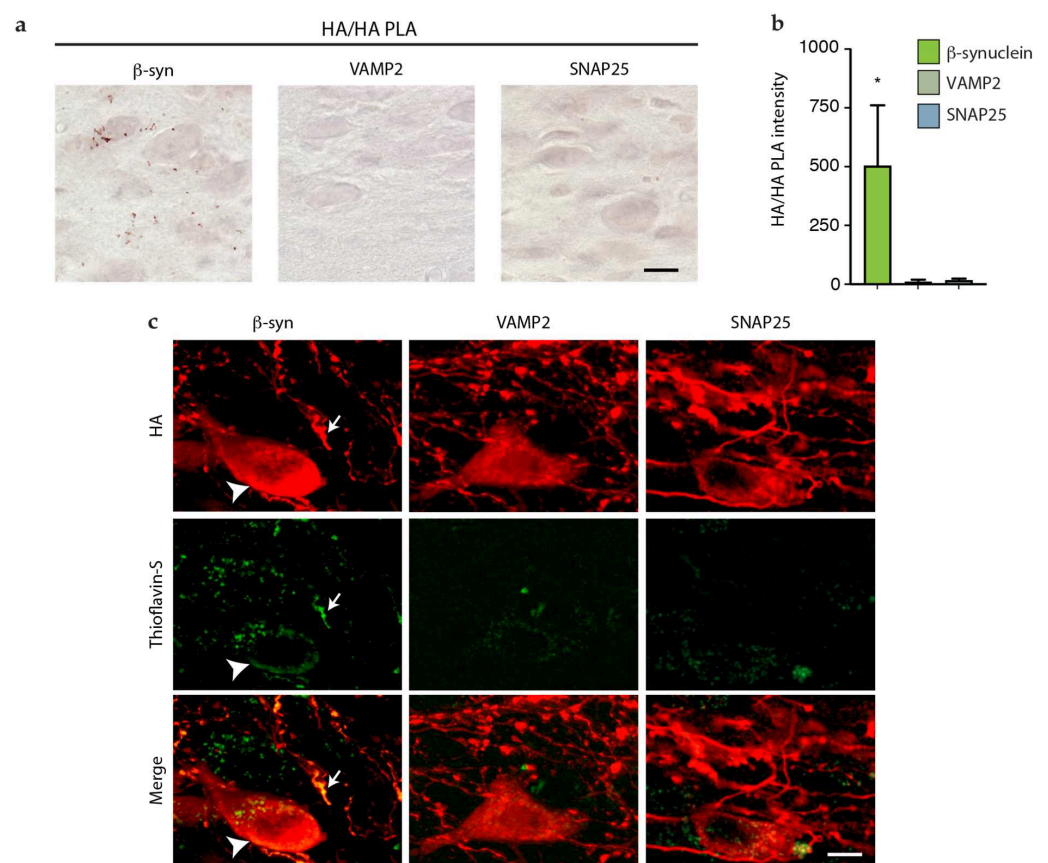 a
HA/HA PLA
β-syn VAMP2 SNAP25
b
HA/HA PLA intensity
1000
750
500
250
0
*
β-synuclein
VAMP2
SNAP25
c
β-syn VAMP2 SNAP25
HA
Thioflavin-S
Merge